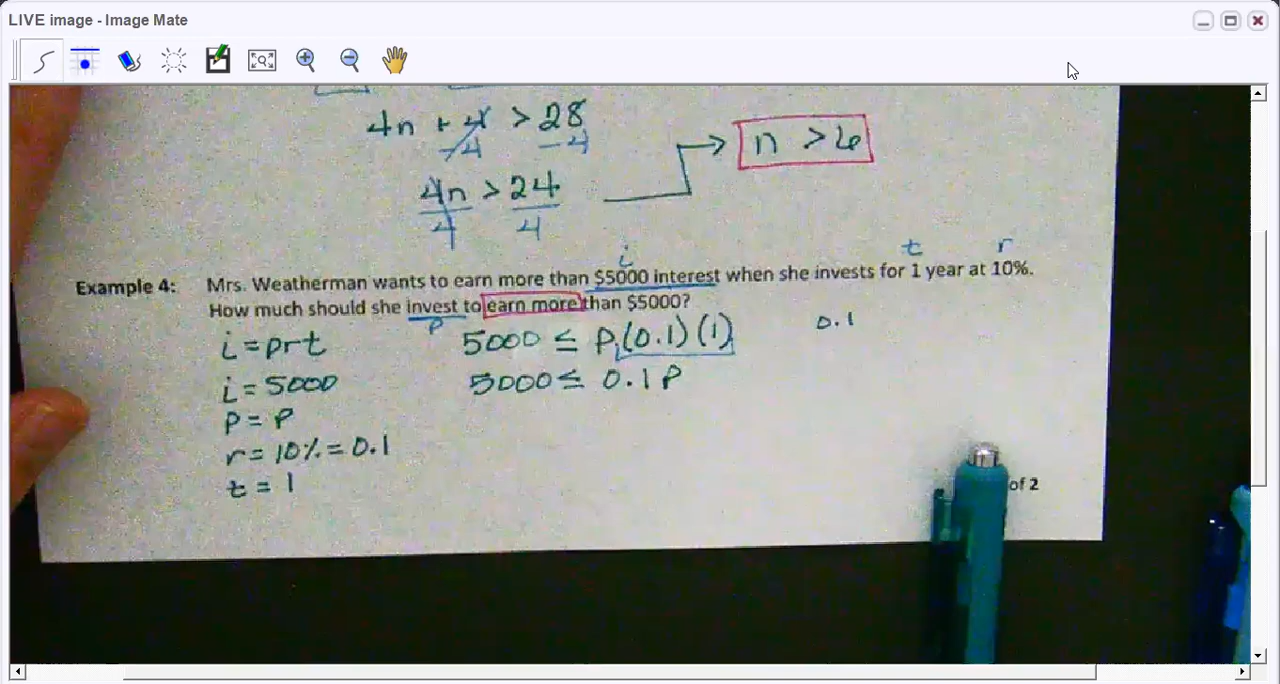 LIVE image - Image Mate
4n + 4 > 28
-4 -4
4n > 24
4 4
n > 6
i t r
Example 4: Mrs. Weatherman wants to earn more than $5000 interest when she invests for 1 year at 10%.
How much should she invest to earn more than $5000?
P
i = prt 5000 ≤ P(0.1)(1) 0.1
i = 5000 5000 ≤ 0.1P
P = P
r = 10% = 0.1
t = 1
of 2